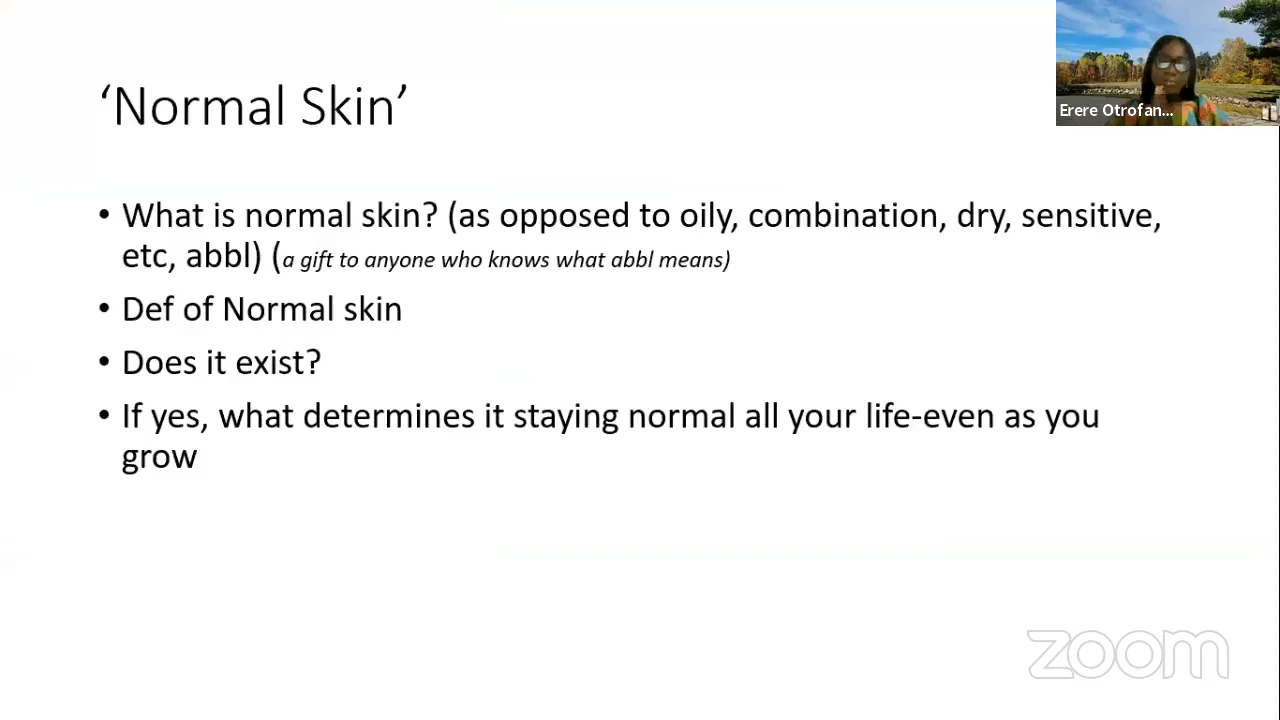 ‘Normal Skin’
Erere Otrofan...
• What is normal skin? (as opposed to oily, combination, dry, sensitive,
etc, abbl) (a gift to anyone who knows what abbl means)
• Def of Normal skin
• Does it exist?
• If yes, what determines it staying normal all your life-even as you
grow
zoom